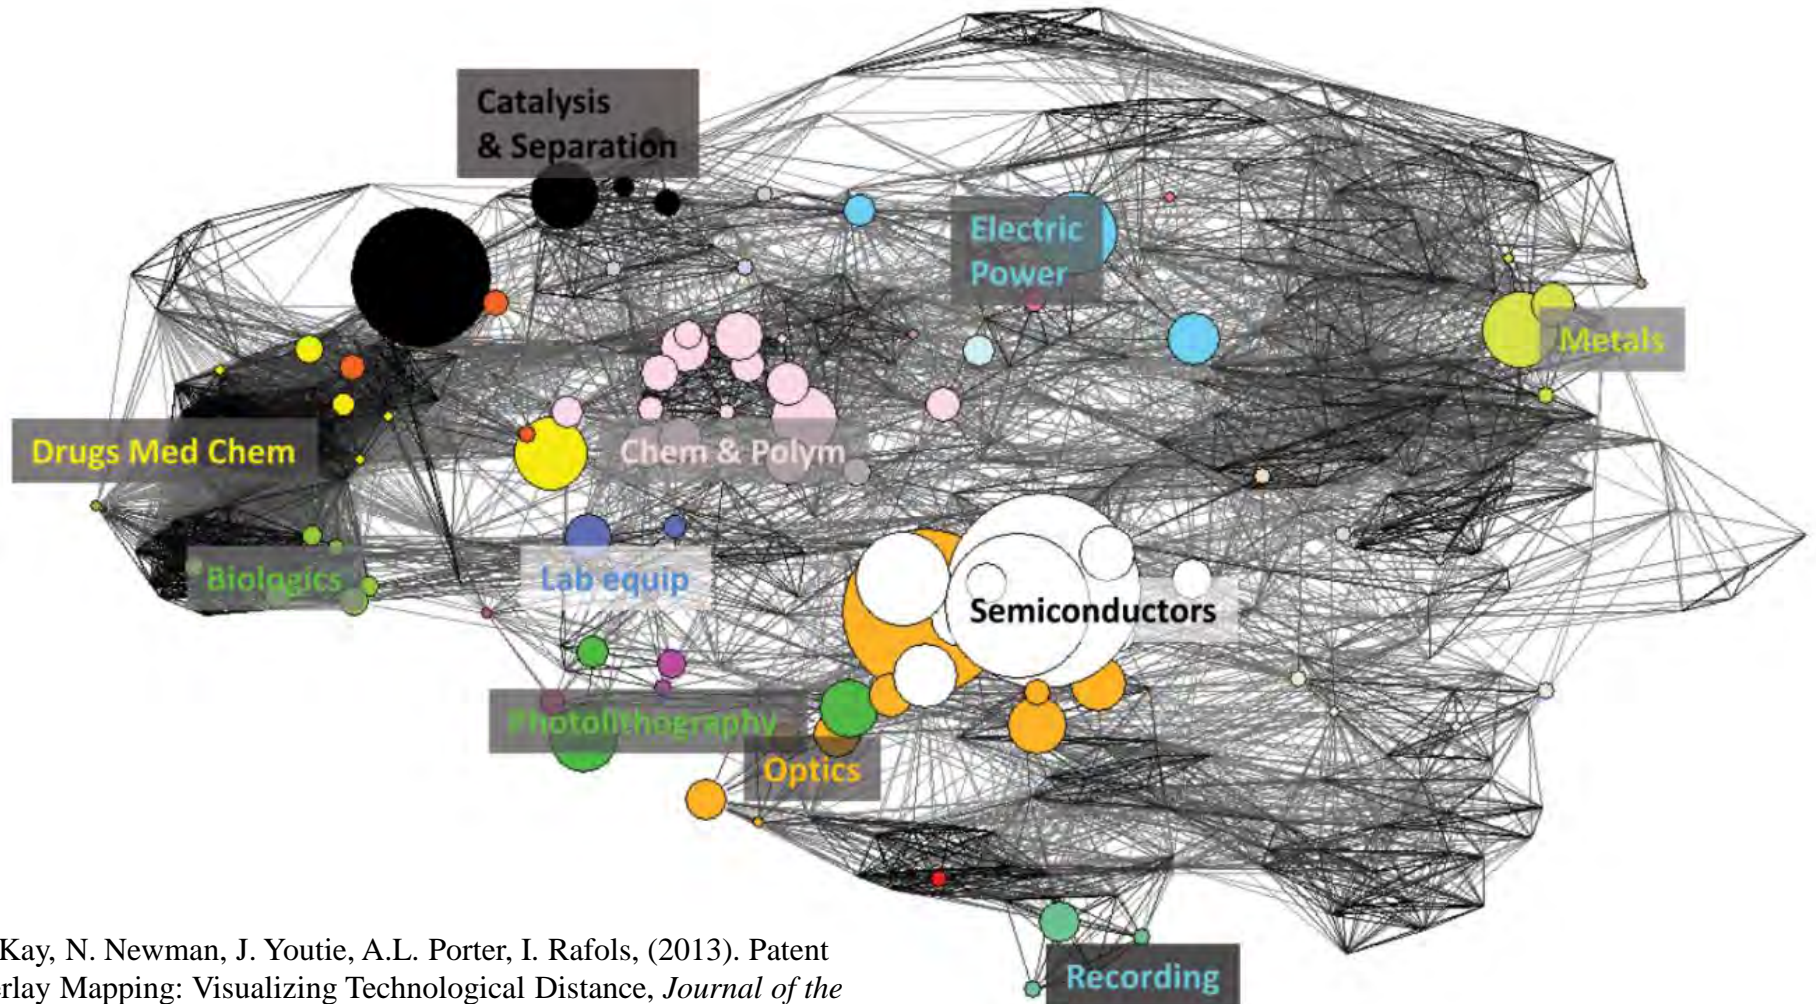 Catalysis
& Separation
Electric
Power
Metals
Drugs Med Chem
Chem & Polym
Biologics
Lab equip
Semiconductors
Photolithography
Optics
Recording
Kay, N. Newman, J. Youtie, A.L. Porter, I. Rafols, (2013). Patent
erlay Mapping: Visualizing Technological Distance, Journal of the